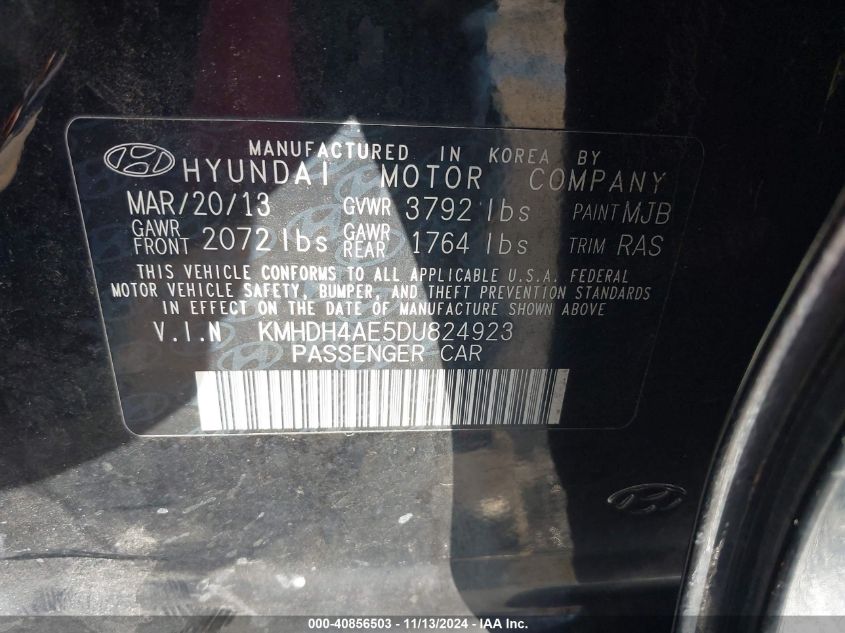 MANUFACTURED IN KOREA BY
HYUNDAI MOTOR COMPANY
MAR/20/13 GVWR 3792 lbs PAINT MJB
GAWR FRONT 2072 lbs GAWR REAR 1764 lbs TRIM RAS
THIS VEHICLE CONFORMS TO ALL APPLICABLE U.S.A. FEDERAL
MOTOR VEHICLE SAFETY, BUMPER, AND THEFT PREVENTION STANDARDS
IN EFFECT ON THE DATE OF MANUFACTURE SHOWN ABOVE
V.I.N KMHDH4AE5DU824923
PASSENGER CAR
000-40856503 - 11/13/2024 - IAA Inc.